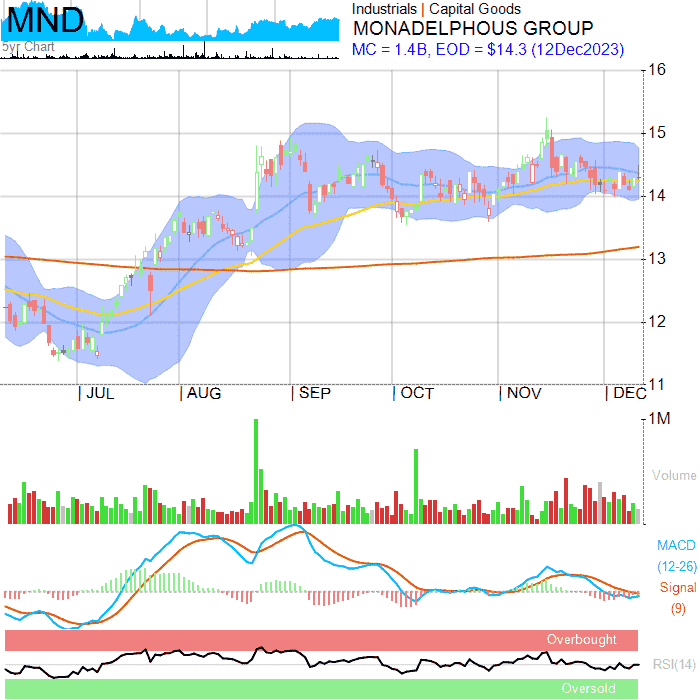 MND
5yr Chart
Industrials | Capital Goods
MONADELPHOUS GROUP
MC = 1.4B, EOD = $14.3 (12Dec2023)
16
15
14
13
12
11
JUL
AUG
SEP
OCT
NOV
DEC
1M
Volume
MACD
(12-26)
Signal
(9)
Overbought
RSI(14)
Oversold